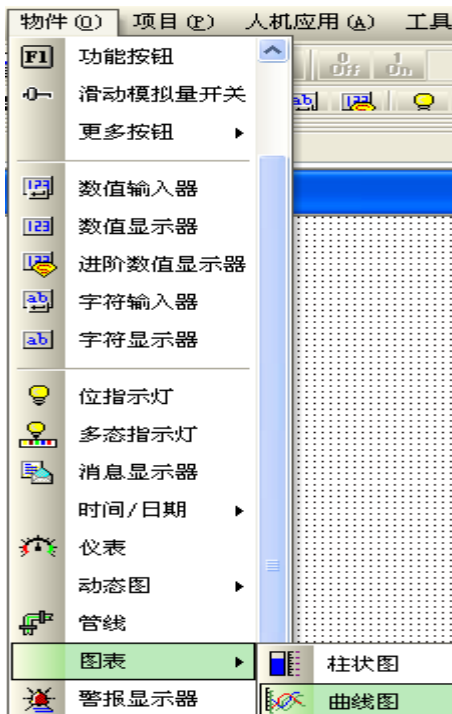 物件(O) 项目(P) 人机应用(A) 工具
F1 功能按钮
0 Off 1 On
滑动模拟量开关
更多按钮
123 数值输入器
123 数值显示器
123 进阶数值显示器
ab 字符输入器
ab 字符显示器
位指示灯
多态指示灯
消息显示器
时间/日期
仪表
动态图
管线
图表
柱状图
警报显示器
曲线图